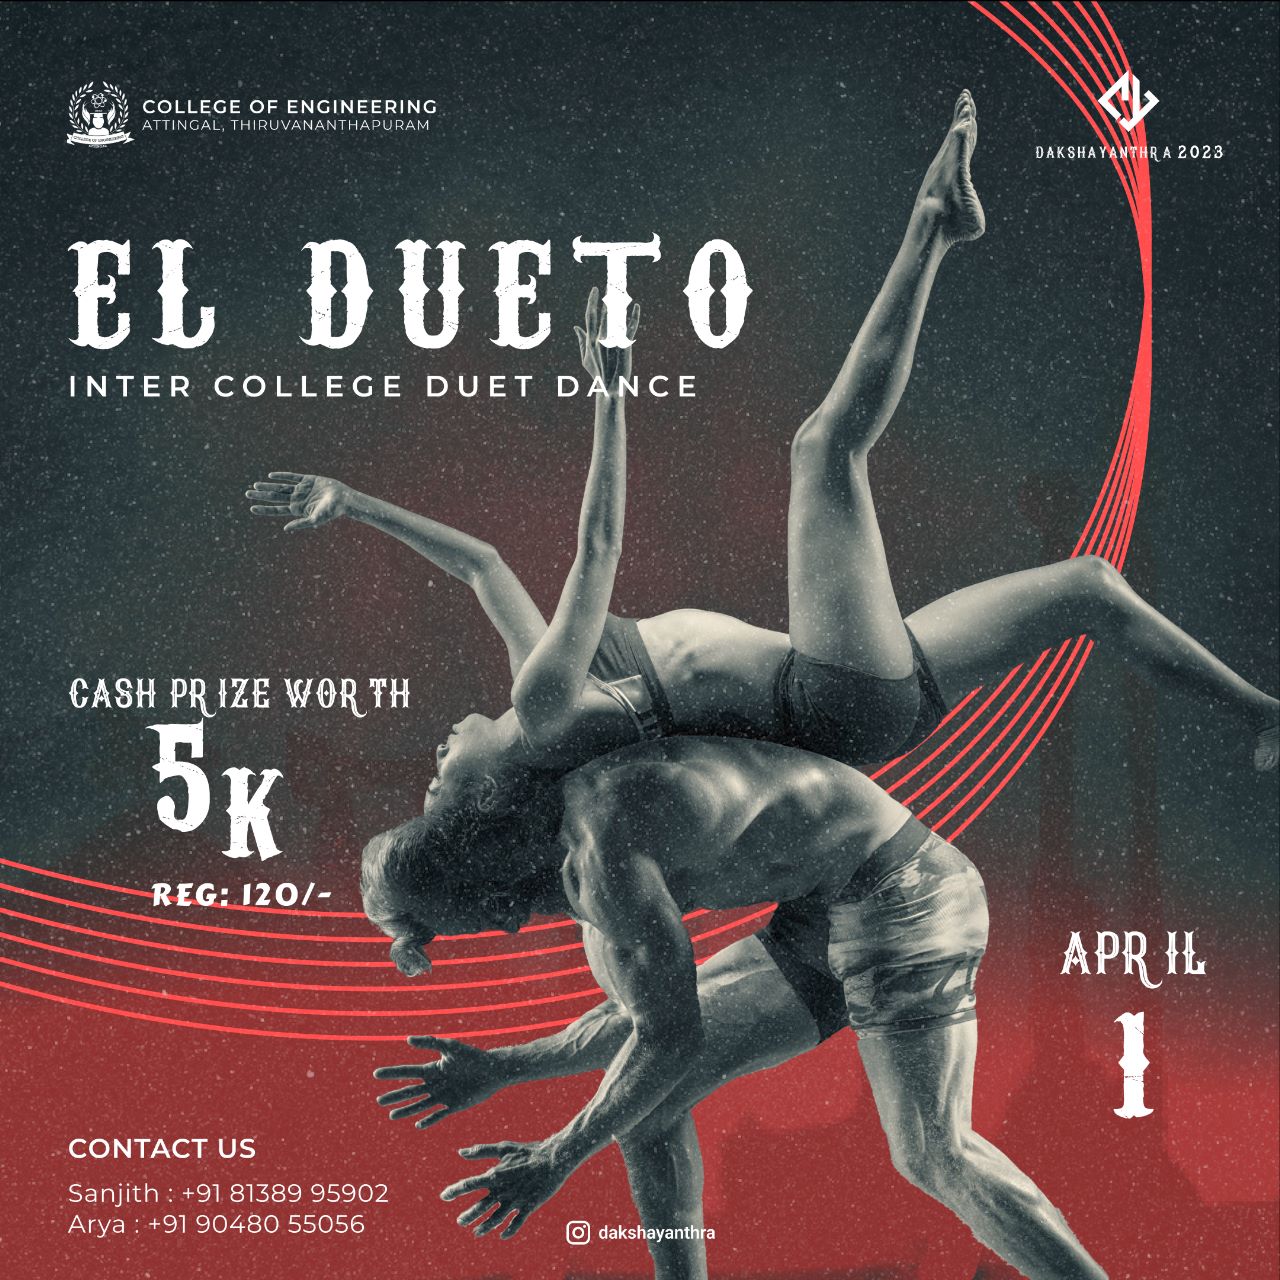 COLLEGE OF ENGINEERING
ATTINGAL, THIRUVANANTHAPURAM
DAKSHAYANTHRA 2023
EL DUETO
INTER COLLEGE DUET DANCE
CASH PRIZE WORTH
5K
REG: 120/-
APRIL
1
CONTACT US
Sanjith : +91 81389 95902
Arya : +91 90480 55056
dakshayanthra